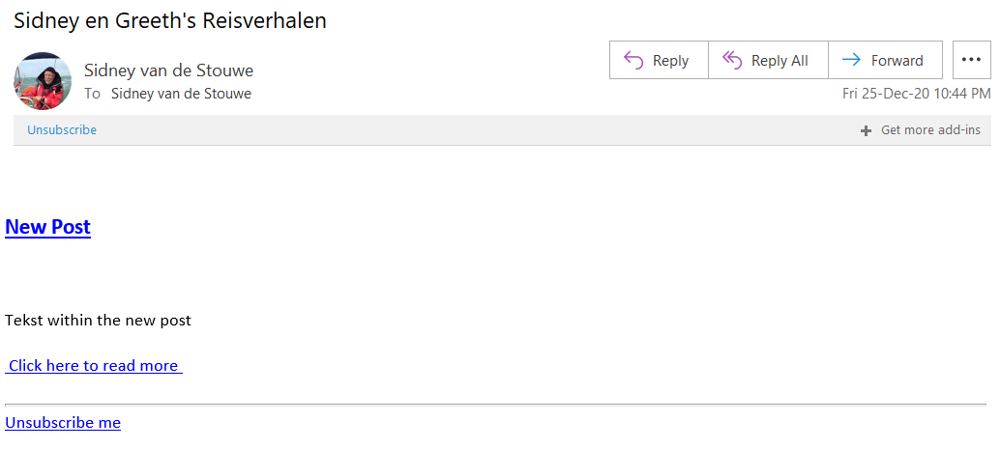 Sidney en Greeth's Reisverhalen
Sidney van de Stouwe
To Sidney van de Stouwe
Reply
Reply All
Forward
Fri 25-Dec-20 10:44 PM
Unsubscribe
Get more add-ins
New Post
Tekst within the new post
Click here to read more
Unsubscribe me